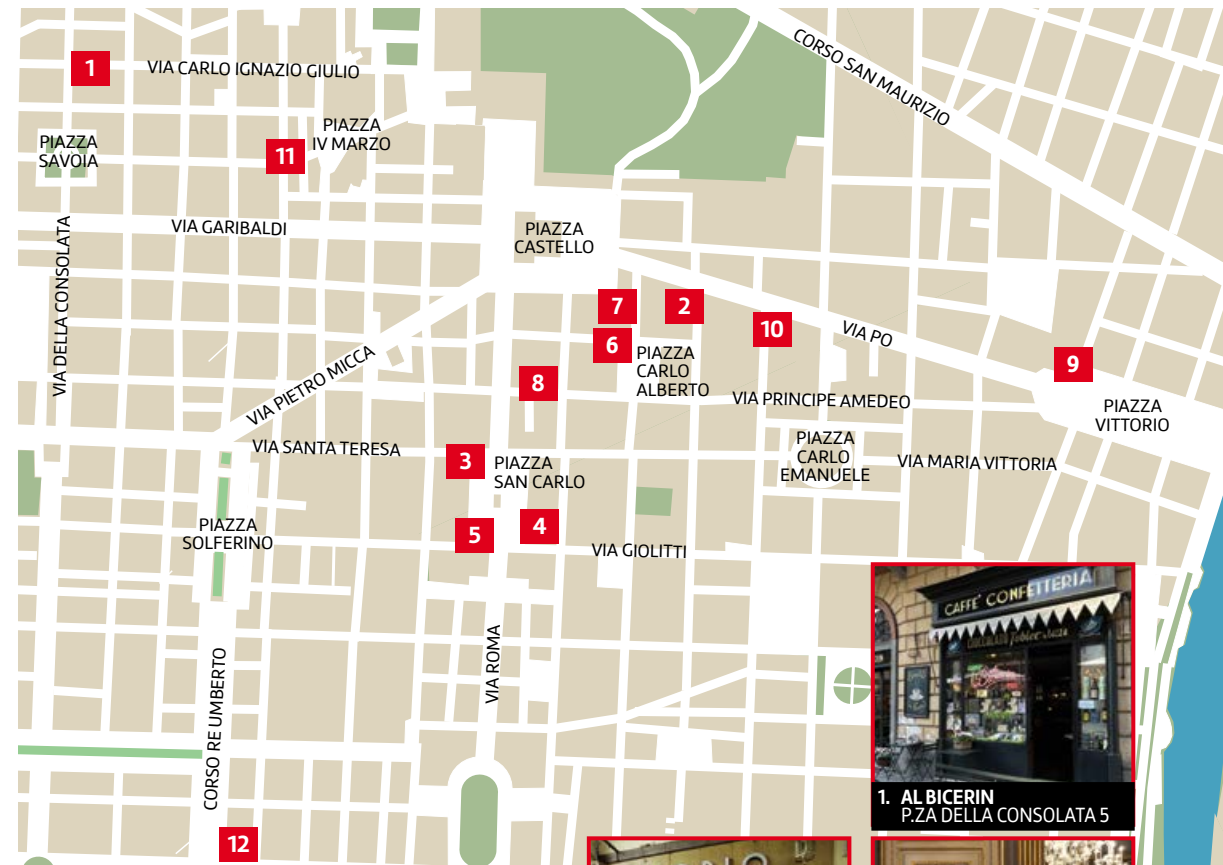 CORSO SAN MAURIZIO
1
VIA CARLO IGNAZIO GIULIO
PIAZZA
IV MARZO
PIAZZA
SAVOIA
11
VIA GARIBALDI
PIAZZA
CASTELLO
VIA DELLA CONSOLATA
7
2
10
VIA PO
6
PIAZZA
CARLO
ALBERTO
9
VIA PIETRO MICCA
8
VIA PRINCIPE AMEDEO
PIAZZA
VITTORIO
VIA SANTA TERESA
3
PIAZZA
SAN CARLO
PIAZZA
CARLO
EMANUELE
VIA MARIA VITTORIA
PIAZZA
SOLFERINO
5
4
VIA GIOLITTI
VIA ROMA
CORSO RE UMBERTO
12
CAFFE' CONFETTERIA
1. AL BICERIN
P.ZA DELLA CONSOLATA 5